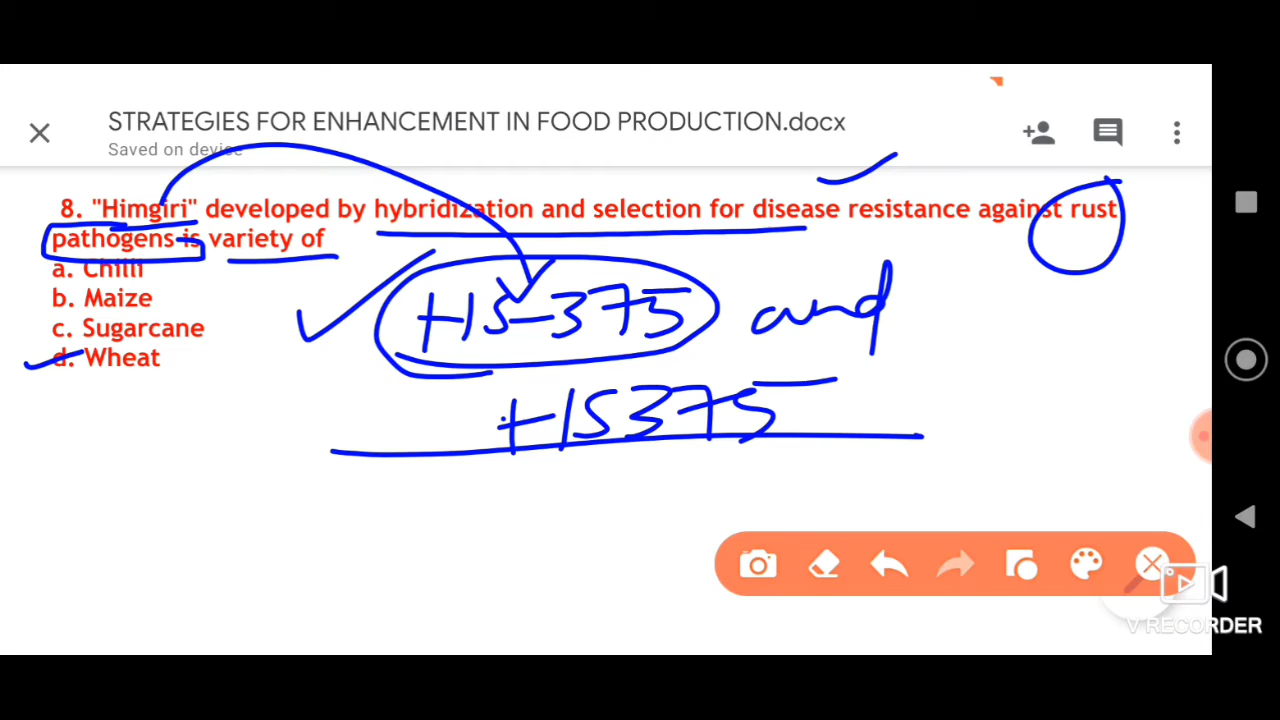 STRATEGIES FOR ENHANCEMENT IN FOOD PRODUCTION.docx
Saved on device
8. "Himgiri" developed by hybridization and selection for disease resistance against rust
pathogens is variety of
a. Chilli
b. Maize
c. Sugarcane
d. Wheat
HS-375 and
HS375
V RECORDER